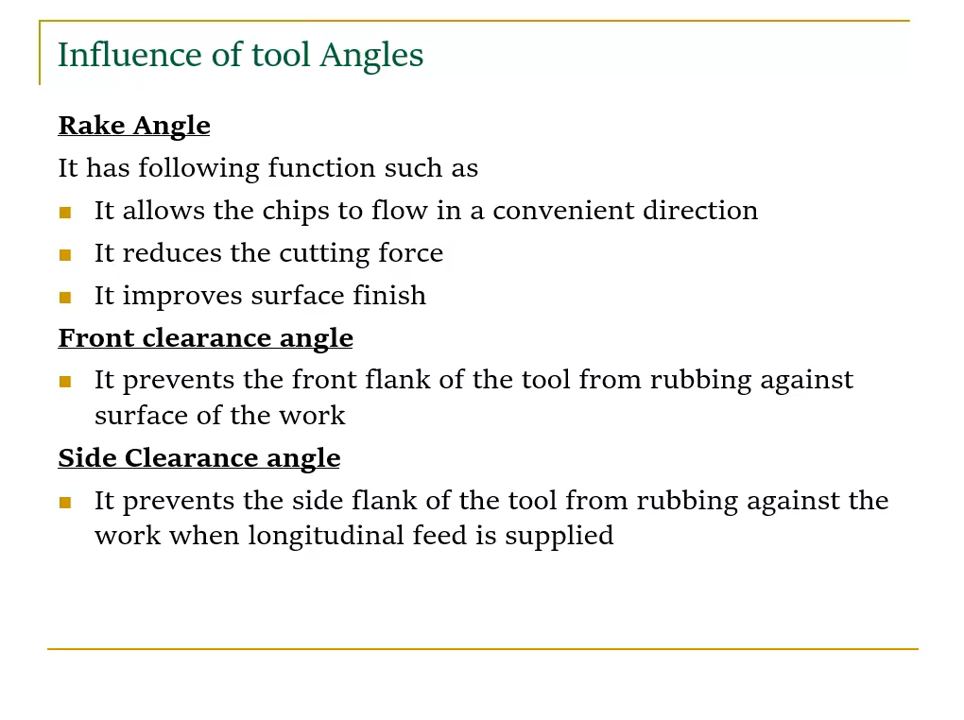 Influence of tool Angles
Rake Angle
It has following function such as
It allows the chips to flow in a convenient direction
It reduces the cutting force
It improves surface finish
Front clearance angle
It prevents the front flank of the tool from rubbing against
surface of the work
Side Clearance angle
It prevents the side flank of the tool from rubbing against the
work when longitudinal feed is supplied